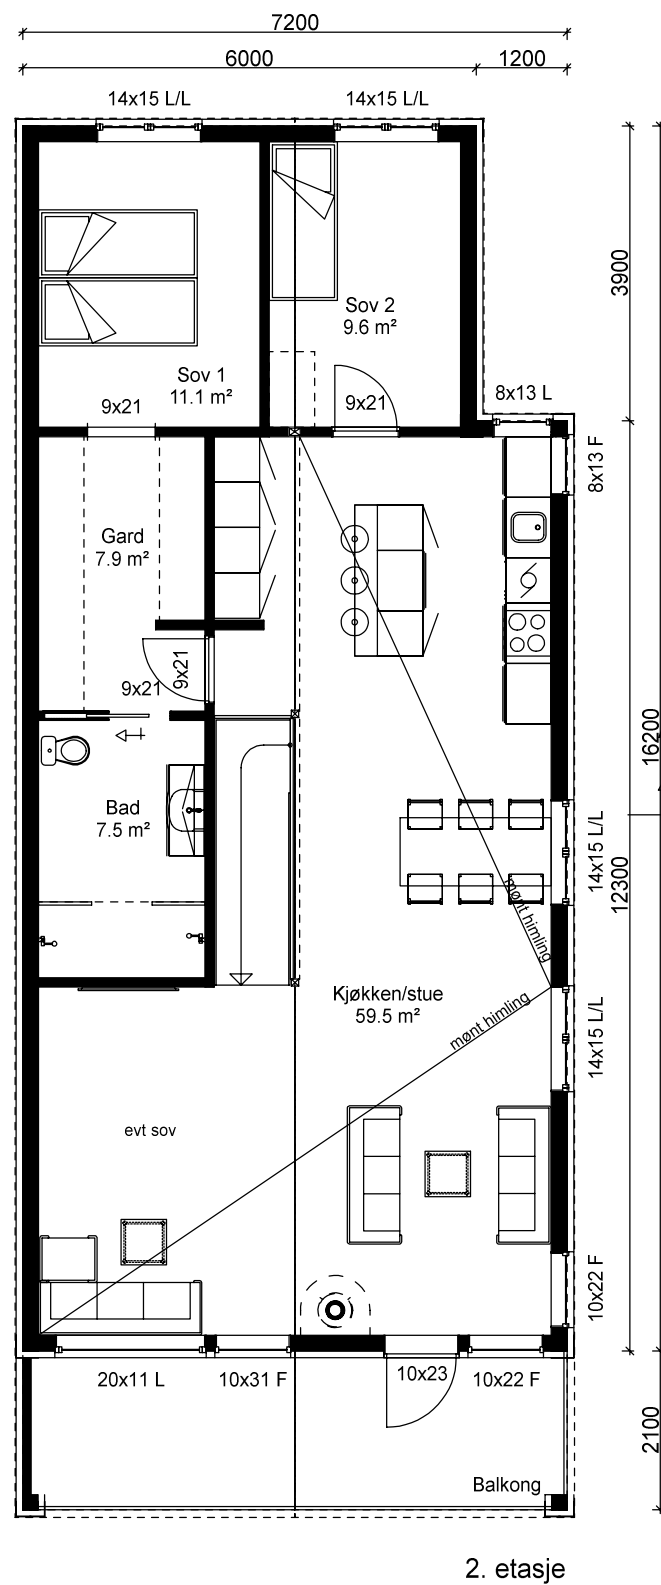 7200
6000
1200
14x15 L/L
14x15 L/L
3900
Sov 2
9.6 m²
Sov 1
11.1 m²
9x21
9x21
8x13 L
8x13 F
Gard
7.9 m²
9x21
9x21
16200
Bad
7.5 m²
14x15 L/L
12300
mønt himling
Kjøkken/stue
59.5 m²
mønt himling
14x15 L/L
evt sov
10x22 F
20x11 L
10x31 F
10x23
10x22 F
2100
Balkong
2. etasje